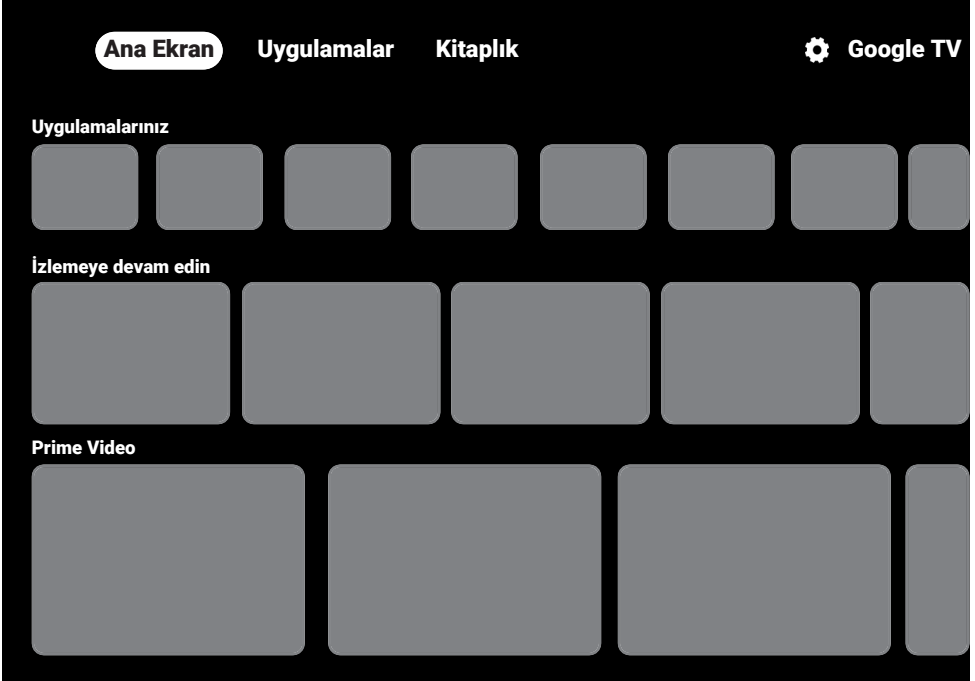 Ana Ekran Uygulamalar Kitaplık Google TV
Uygulamalarınız
İzlemeye devam edin
Prime Video